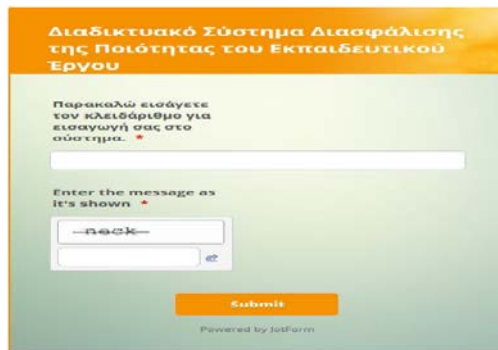 Διαδικτυακό Σύστημα Διασφάλισης
της Ποιότητας του Εκπαιδευτικού
Έργου
Παρακαλώ εισάγετε
τον κλειδάριθμο για
εισαγωγή σας στο
σύστημα. *
Enter the message as
it's shown *
neck
Submit
Powered by JotForm